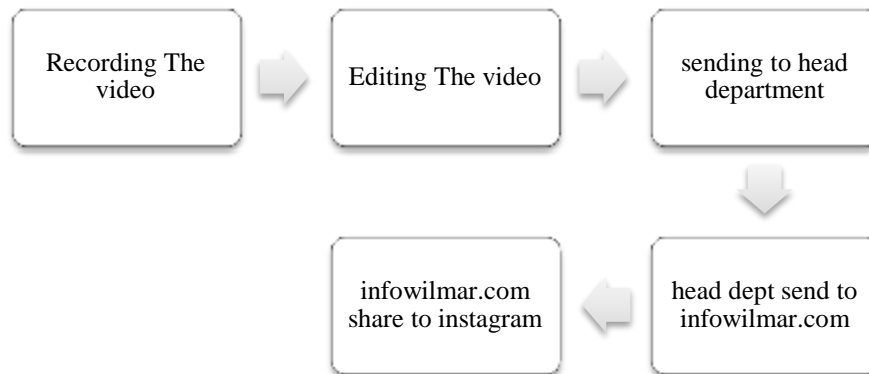 Recording The
video
Editing The video
sending to head
department
head dept send to
infowilmar.com
infowilmar.com
share to instagram